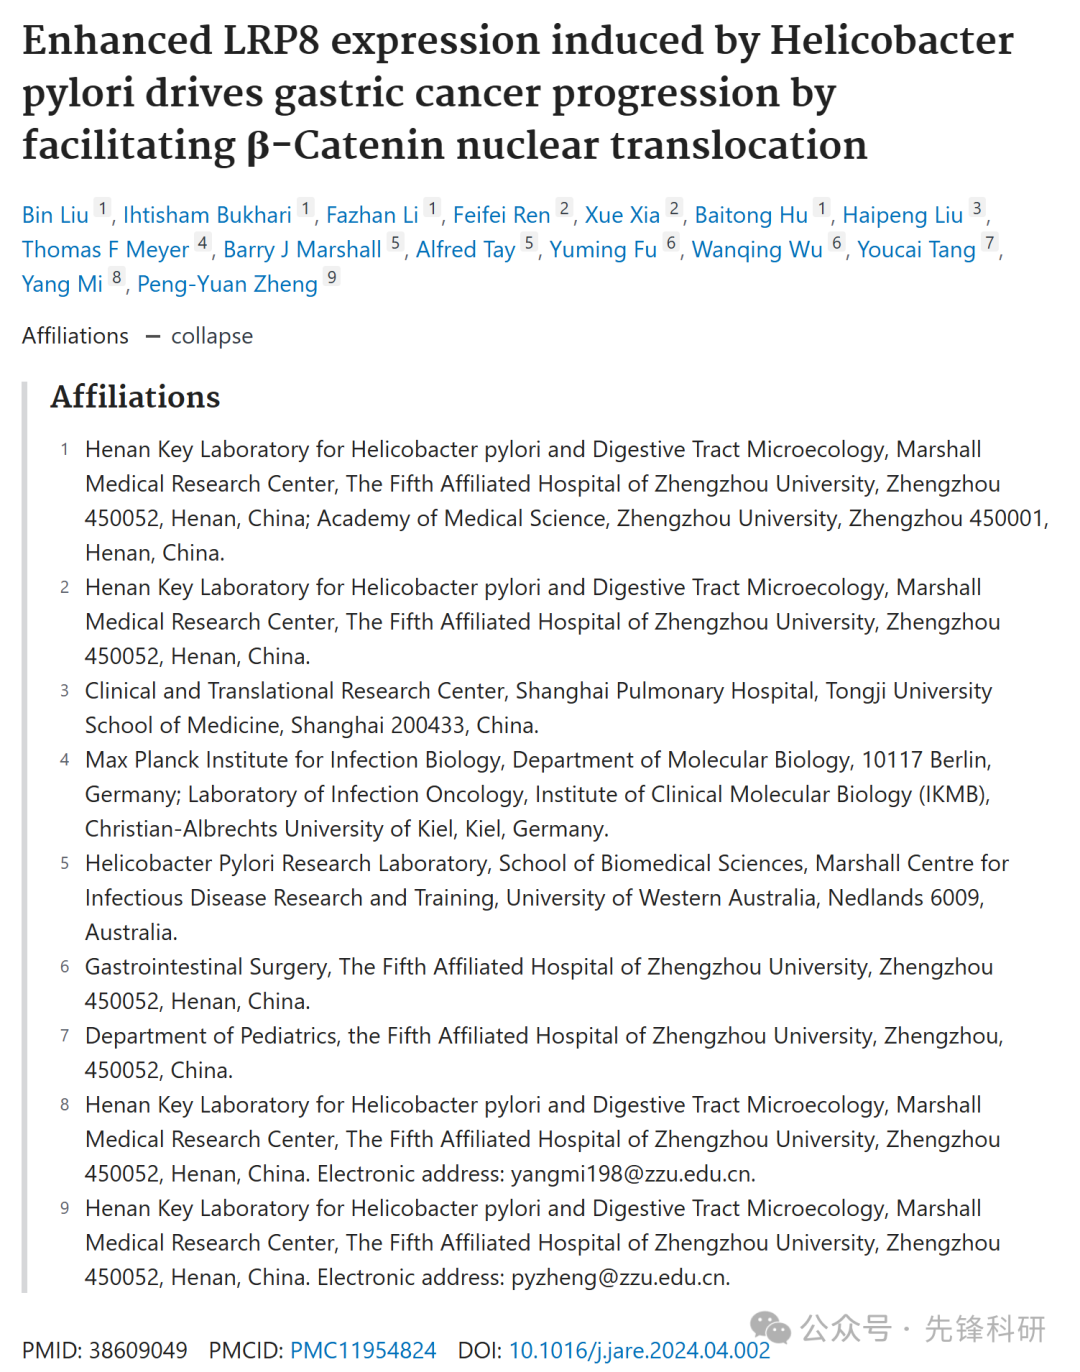 Enhanced LRP8 expression induced by Helicobacter
pylori drives gastric cancer progression by
facilitating β-Catenin nuclear translocation
Bin Liu 1, Ihtisham Bukhari 1, Fazhan Li 1, Feifei Ren 2, Xue Xia 2, Baitong Hu 1, Haipeng Liu 3,
Thomas F Meyer 4, Barry J Marshall 5, Alfred Tay 5, Yuming Fu 6, Wanqing Wu 6, Youcai Tang 7,
Yang Mi 8, Peng-Yuan Zheng 9
Affiliations — collapse
Affiliations
1 Henan Key Laboratory for Helicobacter pylori and Digestive Tract Microecology, Marshall
Medical Research Center, The Fifth Affiliated Hospital of Zhengzhou University, Zhengzhou
450052, Henan, China; Academy of Medical Science, Zhengzhou University, Zhengzhou 450001,
Henan, China.
2 Henan Key Laboratory for Helicobacter pylori and Digestive Tract Microecology, Marshall
Medical Research Center, The Fifth Affiliated Hospital of Zhengzhou University, Zhengzhou
450052, Henan, China.
3 Clinical and Translational Research Center, Shanghai Pulmonary Hospital, Tongji University
School of Medicine, Shanghai 200433, China.
4 Max Planck Institute for Infection Biology, Department of Molecular Biology, 10117 Berlin,
Germany; Laboratory of Infection Oncology, Institute of Clinical Molecular Biology (IKMB),
Christian-Albrechts University of Kiel, Kiel, Germany.
5 Helicobacter Pylori Research Laboratory, School of Biomedical Sciences, Marshall Centre for
Infectious Disease Research and Training, University of Western Australia, Nedlands 6009,
Australia.
6 Gastrointestinal Surgery, The Fifth Affiliated Hospital of Zhengzhou University, Zhengzhou
450052, Henan, China.
7 Department of Pediatrics, the Fifth Affiliated Hospital of Zhengzhou University, Zhengzhou,
450052, China.
8 Henan Key Laboratory for Helicobacter pylori and Digestive Tract Microecology, Marshall
Medical Research Center, The Fifth Affiliated Hospital of Zhengzhou University, Zhengzhou
450052, Henan, China. Electronic address: yangmi198@zzu.edu.cn.
9 Henan Key Laboratory for Helicobacter pylori and Digestive Tract Microecology, Marshall
Medical Research Center, The Fifth Affiliated Hospital of Zhengzhou University, Zhengzhou
450052, Henan, China. Electronic address: pyzheng@zzu.edu.cn.
公众号 · 先锋科研
PMID: 38609049 PMCID: PMC11954824 DOI: 10.1016/j.jare.2024.04.002